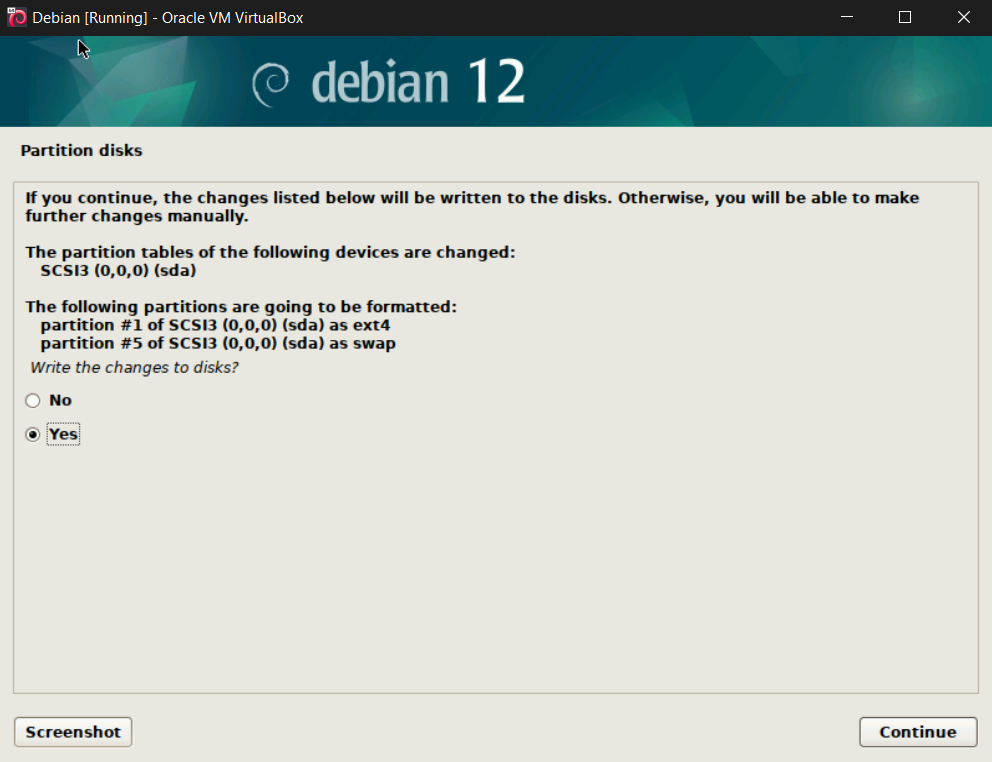 Debian [Running] - Oracle VM VirtualBox
debian 12
Partition disks
If you continue, the changes listed below will be written to the disks. Otherwise, you will be able to make
further changes manually.
The partition tables of the following devices are changed:
SCSI3 (0,0,0) (sda)
The following partitions are going to be formatted:
partition #1 of SCSI3 (0,0,0) (sda) as ext4
partition #5 of SCSI3 (0,0,0) (sda) as swap
Write the changes to disks?
No
Yes
Screenshot
Continue